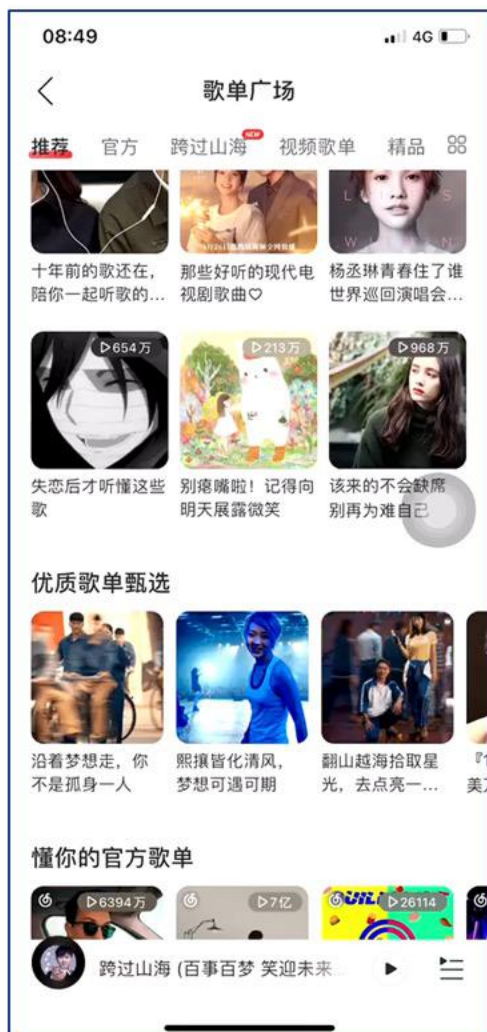 08:49
4G
歌单广场
推荐 官方 跨过山海 NEW 视频歌单 精品
十年前的歌还在，
陪你一起听歌的...
那些好听的现代电
视剧歌曲♡
杨丞琳青春住了谁
世界巡回演唱会...
654万
213万
968万
失恋后才听懂这些
歌
别瘪嘴啦！记得向
明天展露微笑
该来的不会缺席
别再为难自己
优质歌单甄选
沿着梦想走，你
不是孤身一人
熙攘皆化清风，
梦想可遇可期
翻山越海拾取星
光，去点亮一...
懂你的官方歌单
6394万
7亿
26114
跨过山海 (百事百梦 笑迎未来...